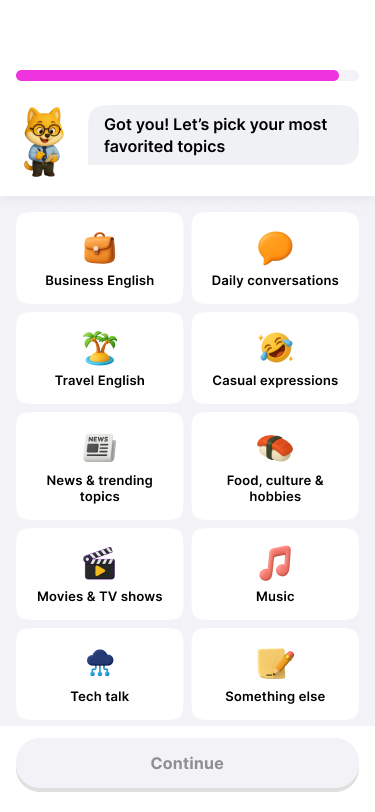 Got you! Let’s pick your most
favorited topics
Business English
Daily conversations
Travel English
Casual expressions
NEWS
News & trending
topics
Food, culture &
hobbies
Movies & TV shows
Music
Tech talk
Something else
Continue